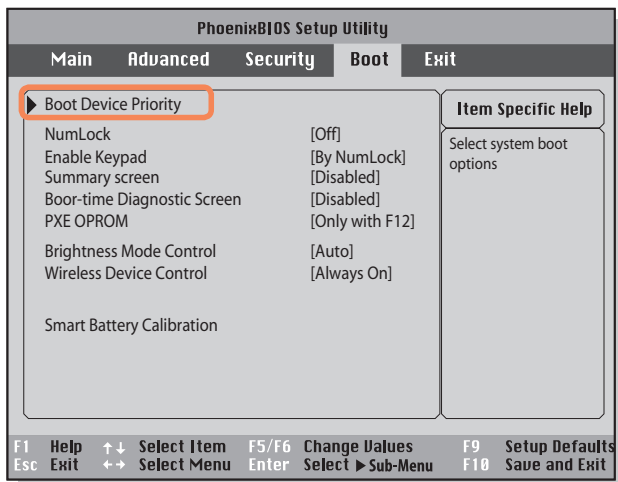 PhoenixBIOS Setup Utility
Main Advanced Security Boot Exit
Boot Device Priority
NumLock [Off]
Enable Keypad [By NumLock]
Summary screen [Disabled]
Boor-time Diagnostic Screen [Disabled]
PXE OPROM [Only with F12]
Brightness Mode Control [Auto]
Wireless Device Control [Always On]
Smart Battery Calibration
Item Specific Help
Select system boot
options
F1 Help ↑↓ Select Item F5/F6 Change Values F9 Setup Defaults
Esc Exit ←→ Select Menu Enter Select ▶ Sub-Menu F10 Save and Exit